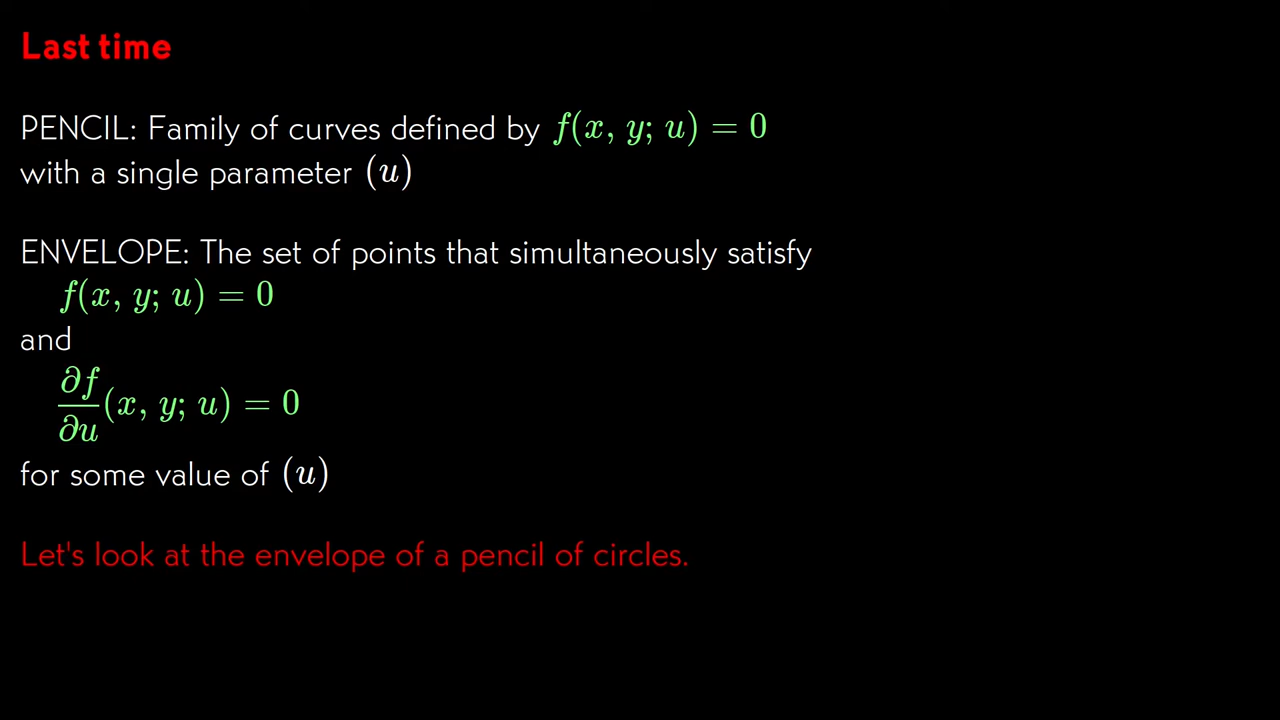 Last time
PENCIL: Family of curves defined by f(x, y; u) = 0
with a single parameter (u)
ENVELOPE: The set of points that simultaneously satisfy
f(x, y; u) = 0
and
∂f/∂u(x, y; u) = 0
for some value of (u)
Let's look at the envelope of a pencil of circles.